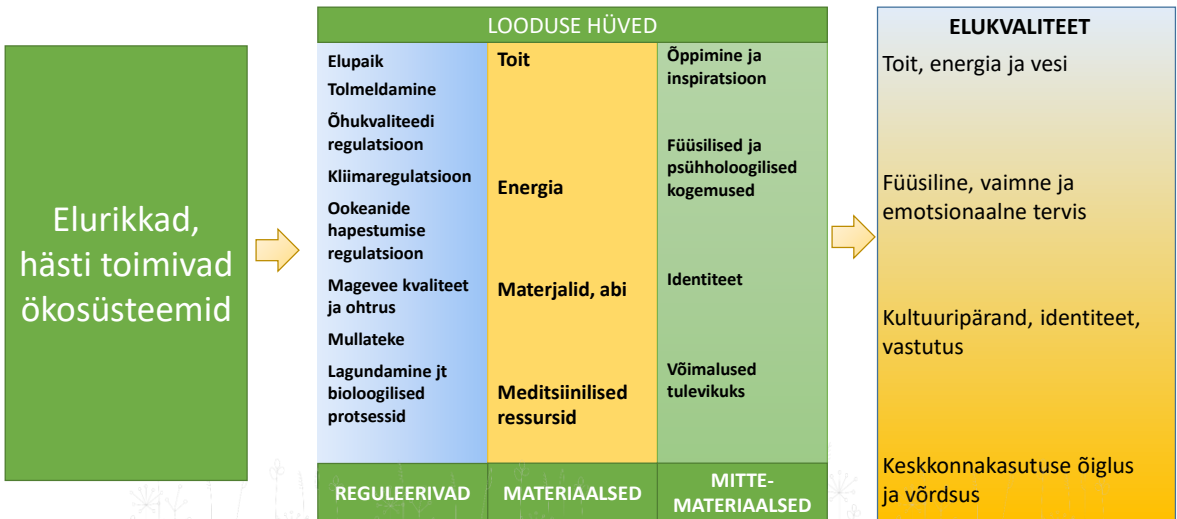 Elurikkad,
hästi toimivad
ökosüsteemid
LOODUSE HÜVED
Elupaik
Tolmeldamine
Õhukvaliteedi
regulatsioon
Kliimaregulatsioon
Ookeanide
hapestumise
regulatsioon
Magevee kvaliteet
ja ohtrus
Mullateke
Lagundamine jt
bioloogilised
protsessid
REGULEERIVAD
Toit
Energia
Materjalid, abi
Meditsiinilised
ressursid
MATERIAALSED
Õppimine ja
inspiratsioon
Füüsilised ja
psühholoogilised
kogemused
Identiteet
Võimalused
tulevikuks
MITTE-
MATERIAALSED
ELUKVALITEET
Toit, energia ja vesi
Füüsiline, vaimne ja
emotsionaalne tervis
Kultuuripärand, identiteet,
vastutus
Keskkonnakasutuse õiglus
ja võrdsus